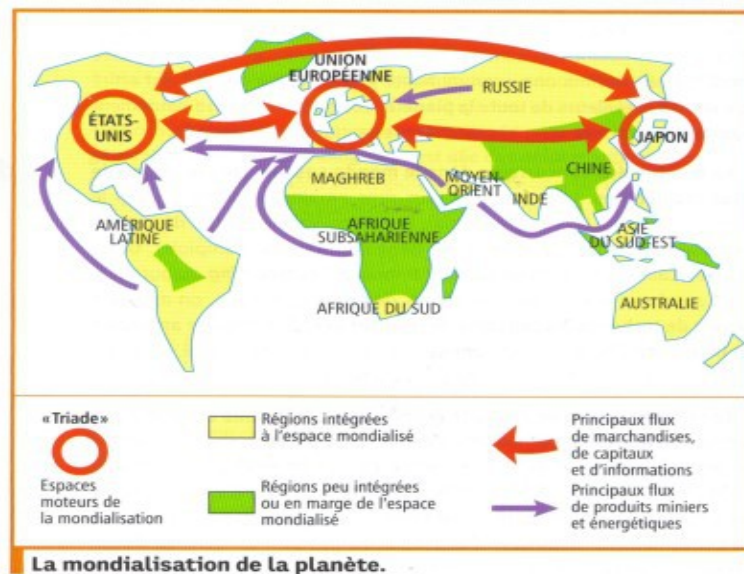 UNION
EUROPÉENNE
RUSSIE
ÉTATS-
UNIS
JAPON
CHINE
MAGHREB
MOYEN-
ORIENT
INDE
AMÉRIQUE
LATINE
AFRIQUE
SUBSAHARIENNE
ASIE
DU SUD-EST
AFRIQUE DU SUD
AUSTRALIE
«Triade»
Espaces
moteurs de
la mondialisation
Régions intégrées
à l'espace mondialisé
Régions peu intégrées
ou en marge de l'espace
mondialisé
Principaux flux
de marchandises,
de capitaux
et d'informations
Principaux flux
de produits miniers
et énergétiques
La mondialisation de la planète.